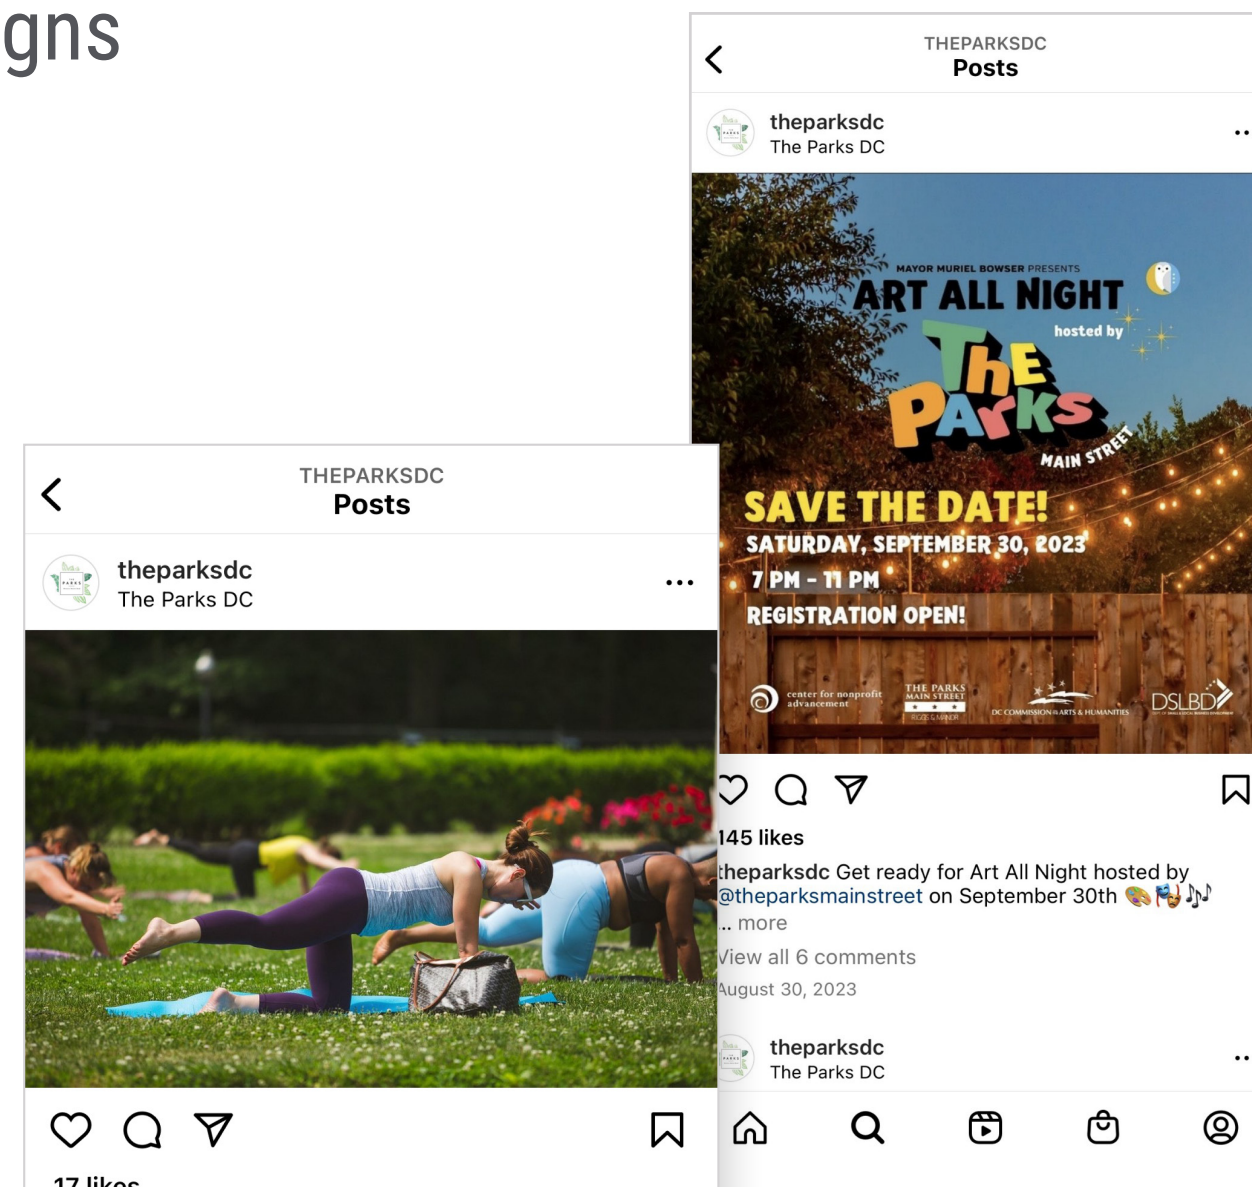 gns
THEPARKSDC
Posts
theparksdc
The Parks DC
MAYOR MURIEL BOWSER PRESENTS
ART ALL NIGHT
hosted by
The
Parks
MAIN STREET
SAVE THE DATE!
SATURDAY, SEPTEMBER 30, 2023
7 PM - 11 PM
REGISTRATION OPEN!
center for nonprofit
advancement
THE PARKS
MAIN STREET
RIGGS & MANOR
DC COMMISSION ON ARTS & HUMANITIES
DSLBD
145 likes
theparksdc Get ready for Art All Night hosted by
@theparksmainstreet on September 30th
... more
View all 6 comments
August 30, 2023
theparksdc
The Parks DC
THEPARKSDC
Posts
theparksdc
The Parks DC
17 likes